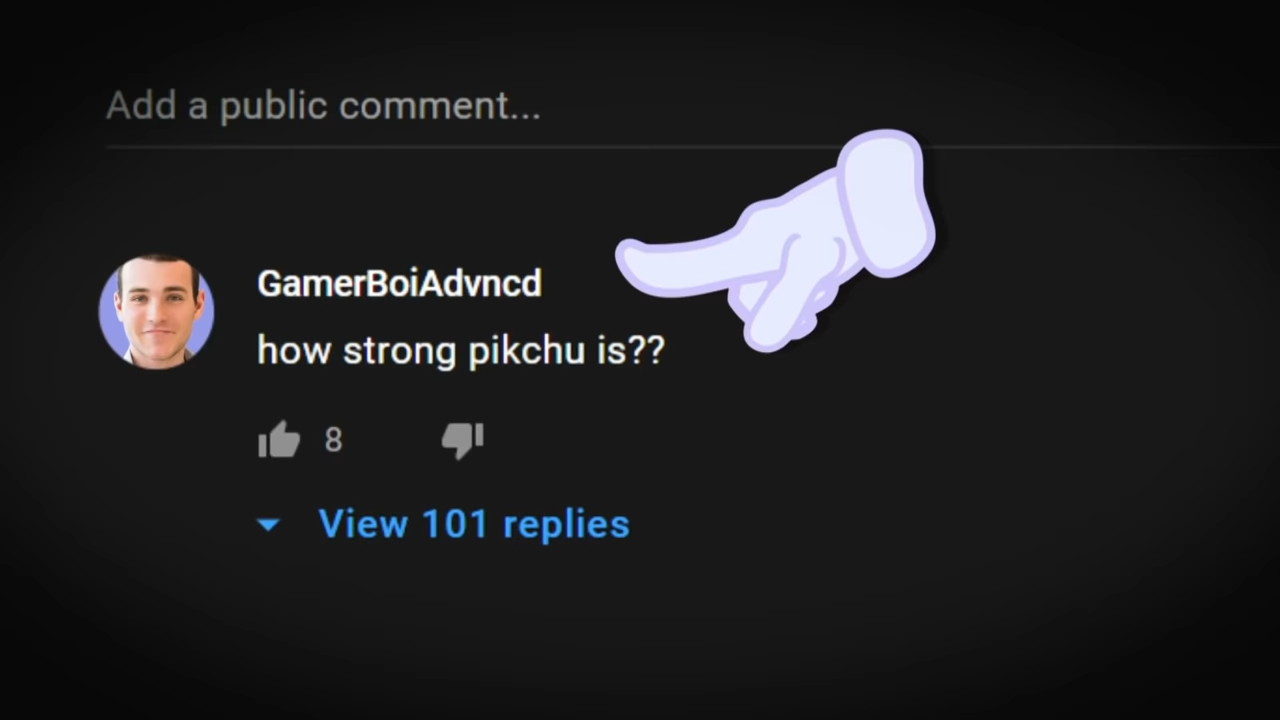 Add a public comment...
GamerBoiAdvncd
how strong pikchu is??
8
View 101 replies